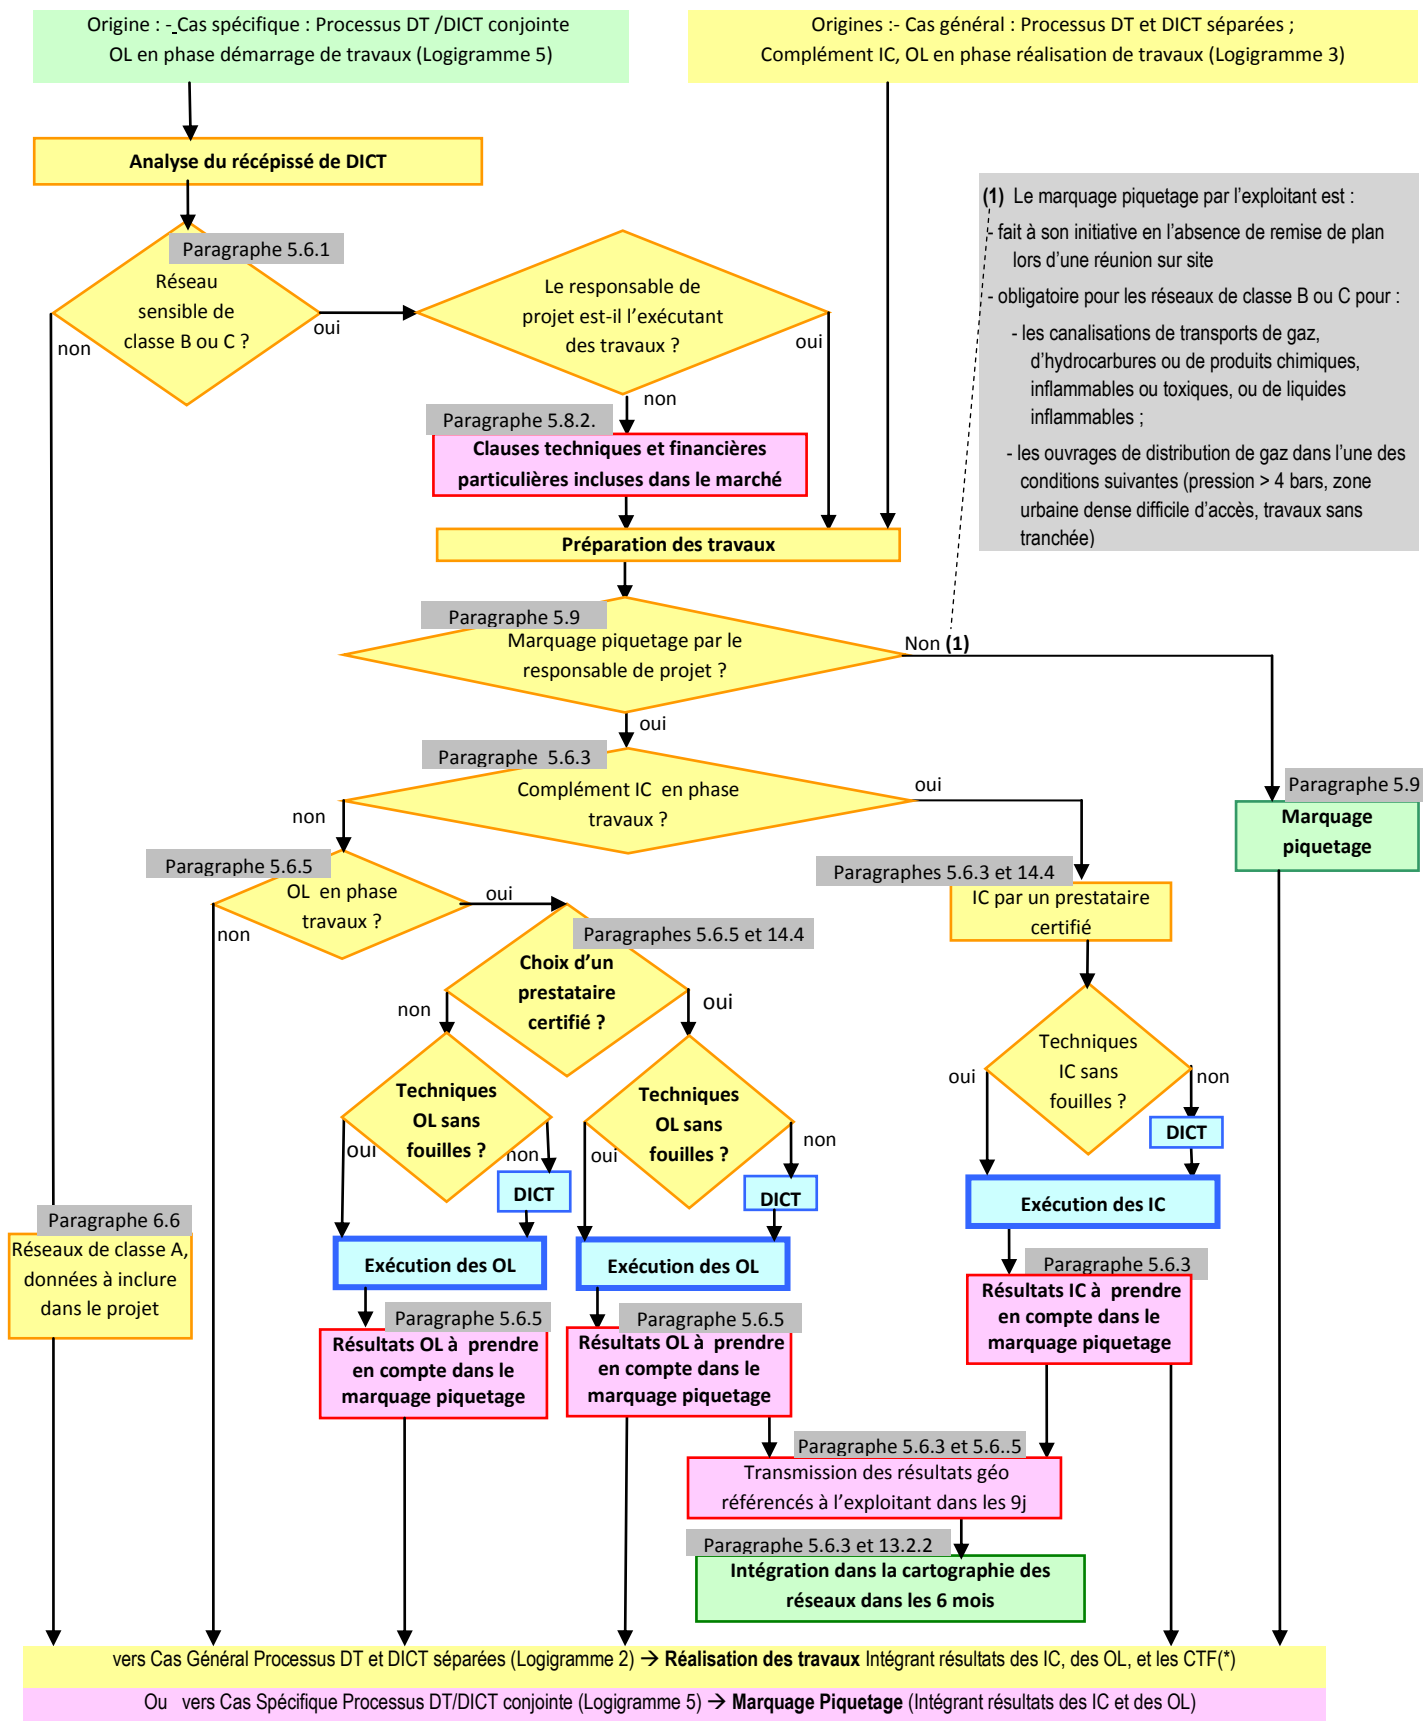 Origine : - Cas spécifique : Processus DT /DICT conjointe
OL en phase démarrage de travaux (Logigramme 5)
Origines :- Cas général : Processus DT et DICT séparées ;
Complément IC, OL en phase réalisation de travaux (Logigramme 3)
Analyse du récépissé de DICT
(1) Le marquage piquetage par l'exploitant est :
- fait à son initiative en l'absence de remise de plan
lors d'une réunion sur site
- obligatoire pour les réseaux de classe B ou C pour :
- les canalisations de transports de gaz,
d'hydrocarbures ou de produits chimiques,
inflammables ou toxiques, ou de liquides
inflammables ;
- les ouvrages de distribution de gaz dans l'une des
conditions suivantes (pression > 4 bars, zone
urbaine dense difficile d'accès, travaux sans
tranchée)
Paragraphe 5.6.1
Réseau
sensible de
classe B ou C ?
non
oui
Le responsable de
projet est-il l'exécutant
des travaux ?
oui
non
Paragraphe 5.8.2.
Clauses techniques et financières
particulières incluses dans le marché
Préparation des travaux
Paragraphe 5.9
Marquage piquetage par le
responsable de projet ?
Non (1)
oui
Paragraphe 5.6.3
Complément IC en phase
travaux ?
oui
non
Paragraphe 5.9
Marquage
piquetage
Paragraphe 5.6.5
OL en phase
travaux ?
oui
non
Paragraphes 5.6.3 et 14.4
IC par un prestataire
certifié
Paragraphes 5.6.5 et 14.4
Choix d'un
prestataire
certifié ?
non
oui
Techniques
IC sans
fouilles ?
oui
non
DICT
Techniques
OL sans
fouilles ?
oui
non
DICT
Techniques
OL sans
fouilles ?
oui
non
DICT
Exécution des IC
Paragraphe 6.6
Réseaux de classe A,
données à inclure
dans le projet
Exécution des OL
Exécution des OL
Paragraphe 5.6.3
Résultats IC à prendre
en compte dans le
marquage piquetage
Paragraphe 5.6.5
Résultats OL à prendre
en compte dans le
marquage piquetage
Paragraphe 5.6.5
Résultats OL à prendre
en compte dans le
marquage piquetage
Paragraphe 5.6.3 et 5.6..5
Transmission des résultats géo
référencés à l'exploitant dans les 9j
Paragraphe 5.6.3 et 13.2.2
Intégration dans la cartographie des
réseaux dans les 6 mois
vers Cas Général Processus DT et DICT séparées (Logigramme 2) → Réalisation des travaux Intégrant résultats des IC, des OL, et les CTF(*)
Ou vers Cas Spécifique Processus DT/DICT conjointe (Logigramme 5) → Marquage Piquetage (Intégrant résultats des IC et des OL)